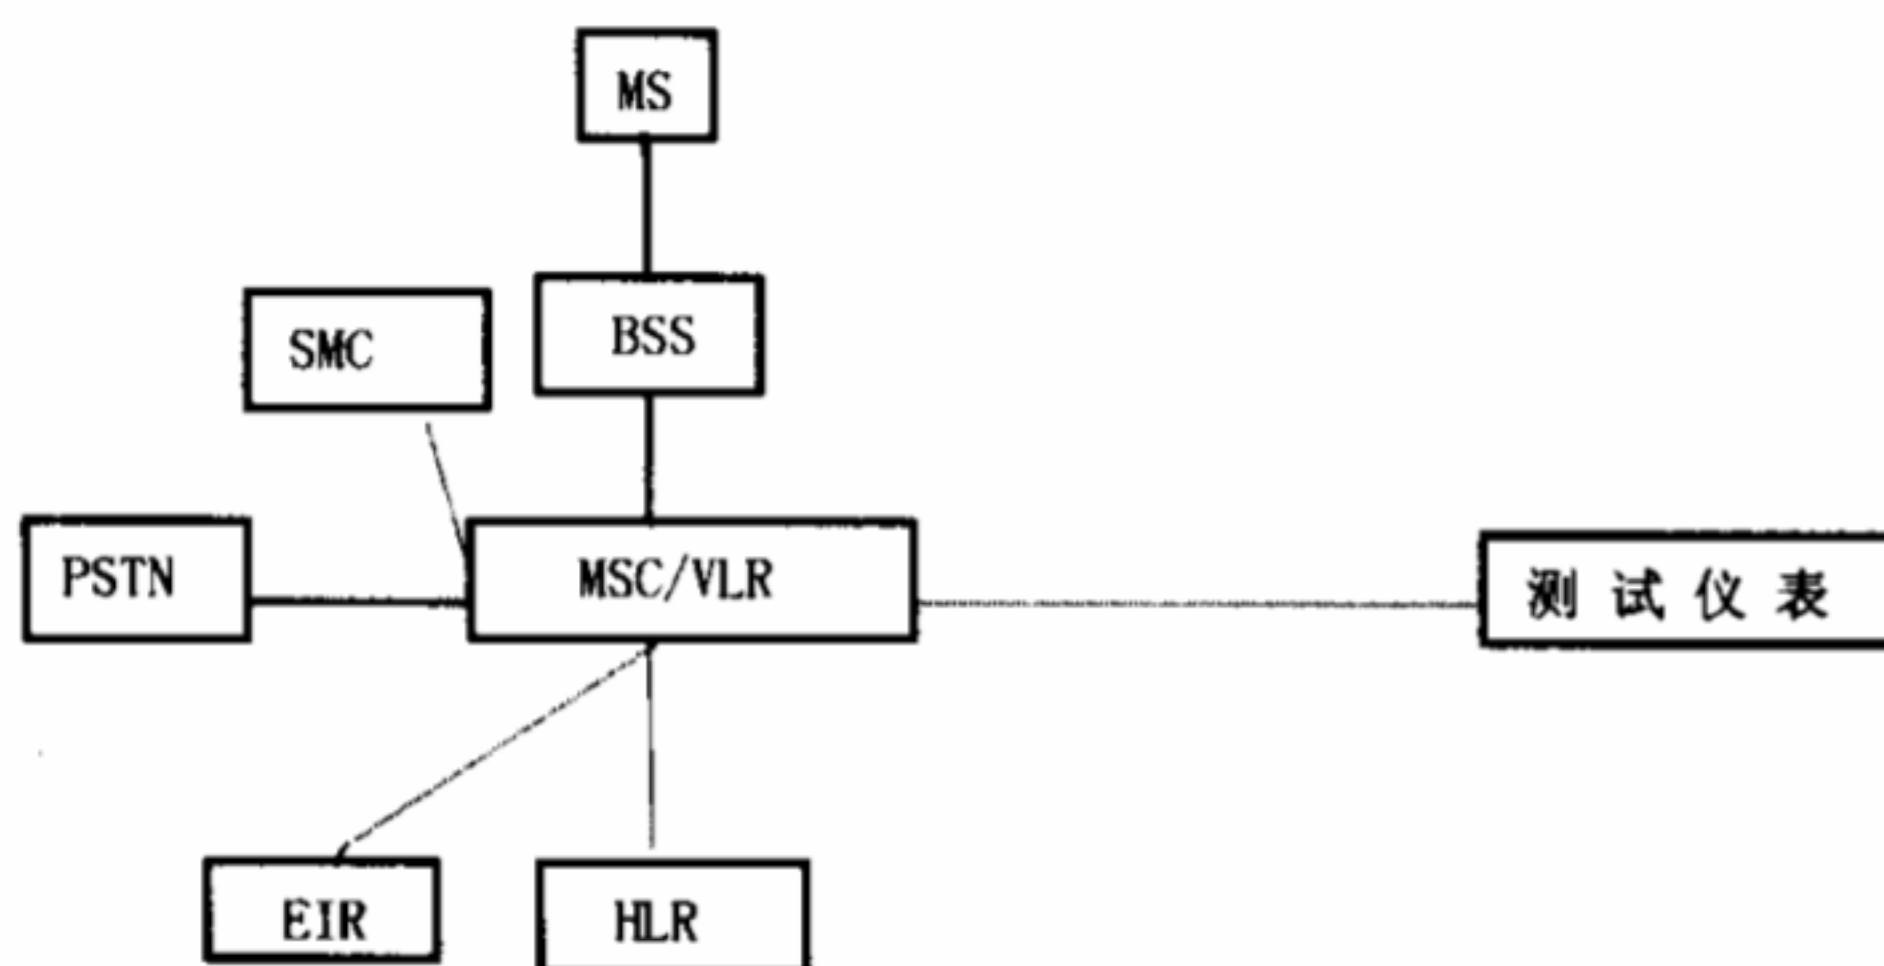 MS
SMC
BSS
PSTN
MSC/VLR
测试仪表
EIR
HLR